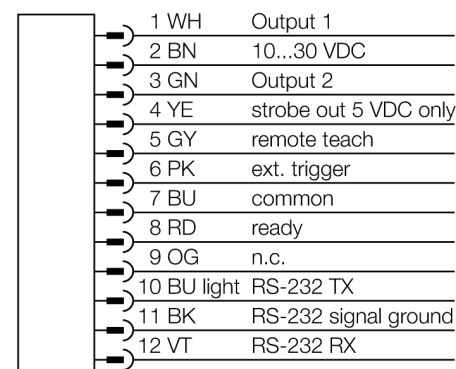 1 WH Output 1
2 BN 10...30 VDC
3 GN Output 2
4 YE strobe out 5 VDC only
5 GY remote teach
6 PK ext. trigger
7 BU common
8 RD ready
9 OG n.c.
10 BU light RS-232 TX
11 BK RS-232 signal ground
12 VT RS-232 RX